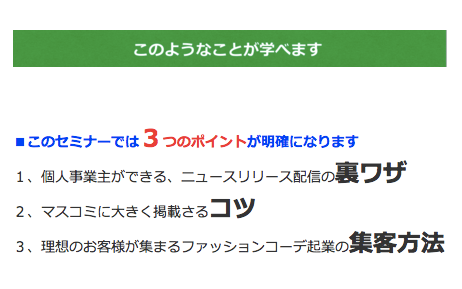 このようなことが学べます
■このセミナーでは３つのポイントが明確になります
１、個人事業主ができる、ニュースリリース配信の裏ワザ
２、マスコミに大きく掲載さるコツ
３、理想のお客様が集まるファッションコーデ起業の集客方法